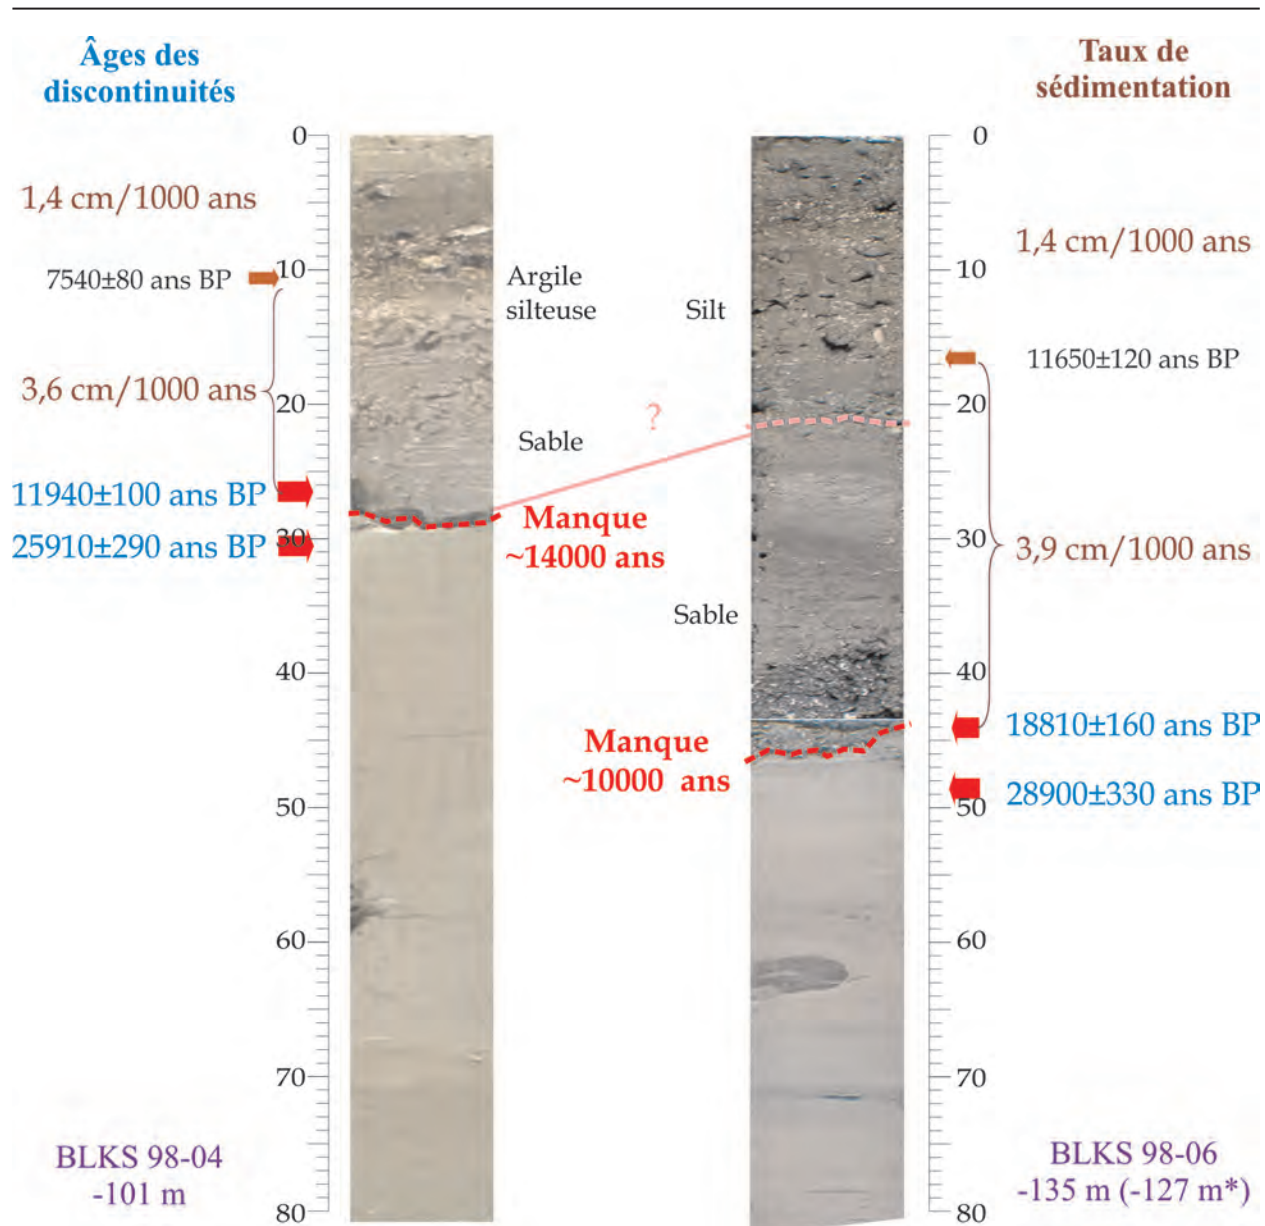 Âges des
discontinuités
Taux de
sédimentation
0
10
20
30
40
50
60
70
80
0
10
20
30
40
50
60
70
80
1,4 cm/1000 ans
7540±80 ans BP
3,6 cm/1000 ans
11940±100 ans BP
25910±290 ans BP
Argile
silteuse
Sable
Manque
~14000 ans
?
Silt
Sable
Manque
~10000 ans
1,4 cm/1000 ans
11650±120 ans BP
3,9 cm/1000 ans
18810±160 ans BP
28900±330 ans BP
BLKS 98-04
-101 m
BLKS 98-06
-135 m (-127 m*)